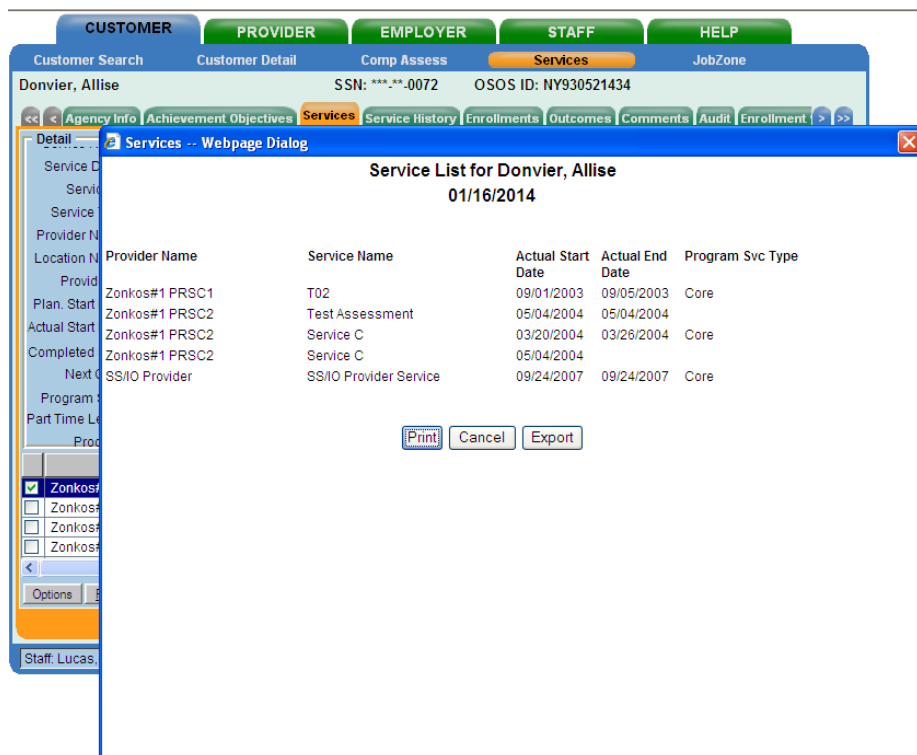 CUSTOMER PROVIDER EMPLOYER STAFF HELP
Customer Search Customer Detail Comp Assess Services JobZone
Donvier, Allise SSN: ***-**-0072 OSOS ID: NY930521434
<< < Agency Info Achievement Objectives Services Service History Enrollments Outcomes Comments Audit Enrollment > >>
Detail
Services -- Webpage Dialog
Service List for Donvier, Allise
01/16/2014
Service D
Servic
Service
Provider N
Location N
Provid
Plan. Start
Actual Start
Completed
Next
Program
Part Time Le
Prog
Provider Name Service Name Actual Start Date Actual End Date Program Svc Type
Zonkos#1 PRSC1 T02 09/01/2003 09/05/2003 Core
Zonkos#1 PRSC2 Test Assessment 05/04/2004 05/04/2004
Zonkos#1 PRSC2 Service C 03/20/2004 03/26/2004 Core
Zonkos#1 PRSC2 Service C 05/04/2004
SS/IO Provider SS/IO Provider Service 09/24/2007 09/24/2007 Core
Print Cancel Export
Zonkos#
Zonkos#
Zonkos#
Zonkos#
Options
Staff: Lucas,